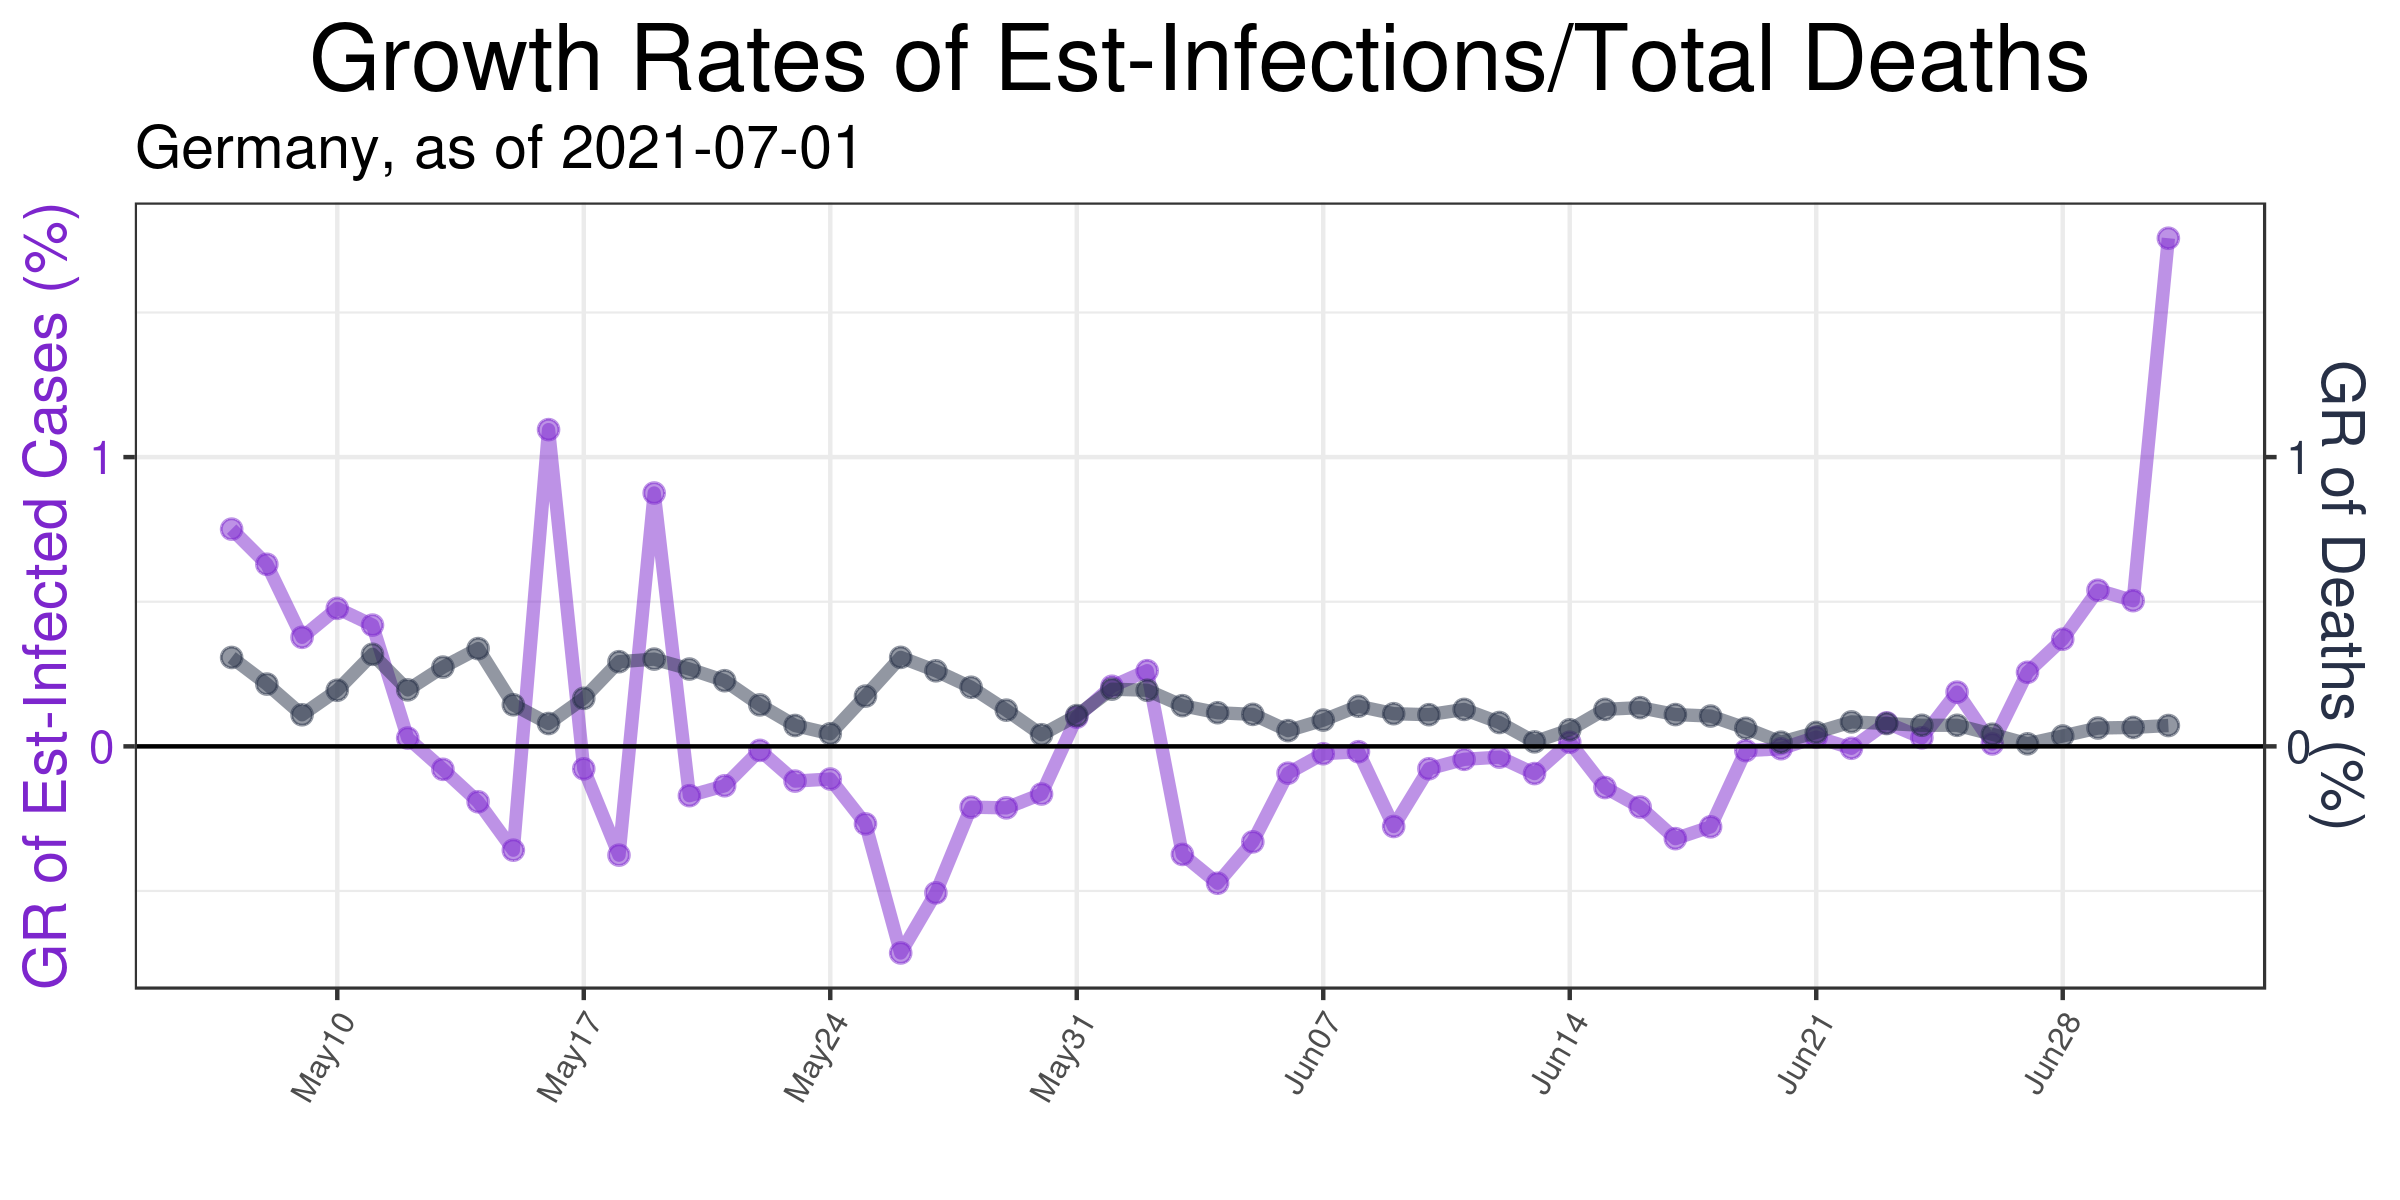 Growth Rates of Est-Infections/Total Deaths
Germany, as of 2021-07-01
GR of Est-Infected Cases (%)
1
0
1
0
GR of Deaths (%)
May10
May17
May24
May31
Jun07
Jun14
Jun21
Jun28